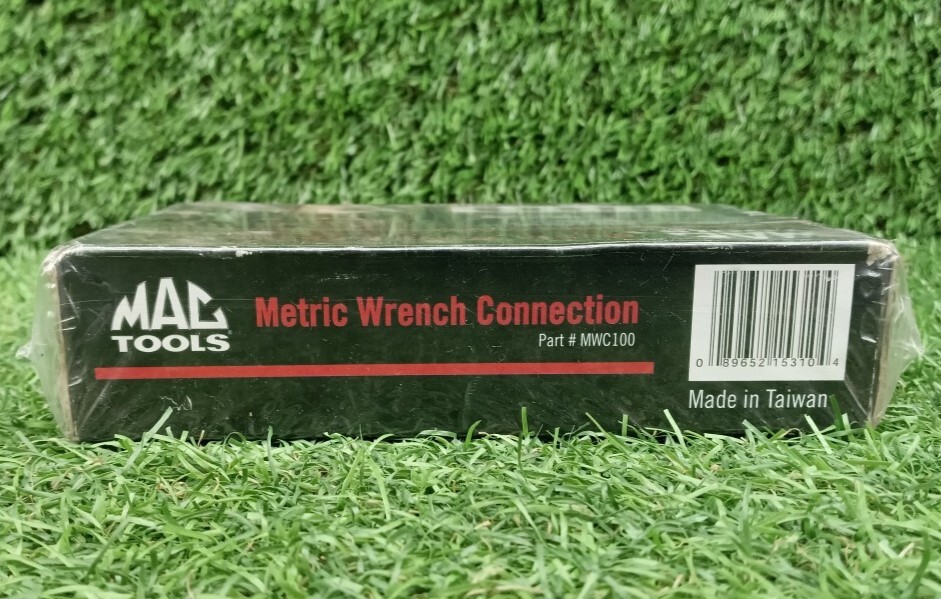 MAC
TOOLS
Metric Wrench Connection
Part # MWC100
0 89652 15310 4
Made in Taiwan